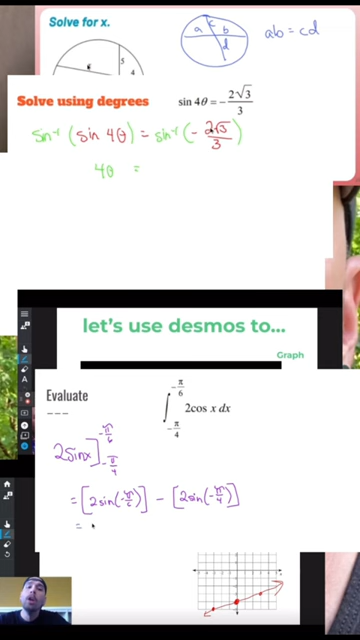 Solve for x.
a c b
d
ab = cd
5
4
Solve using degrees
sin 4θ = - 2√3 / 3
sin⁻¹ (sin 4θ) = sin⁻¹ (- 2√3 / 3)
4θ =
let's use desmos to...
Graph
Evaluate
∫ -π/4 -π/6 2cos x dx
2sinx ] -π/4 -π/6
= [2sin(-π/6)] - [2sin(-π/4)]
=